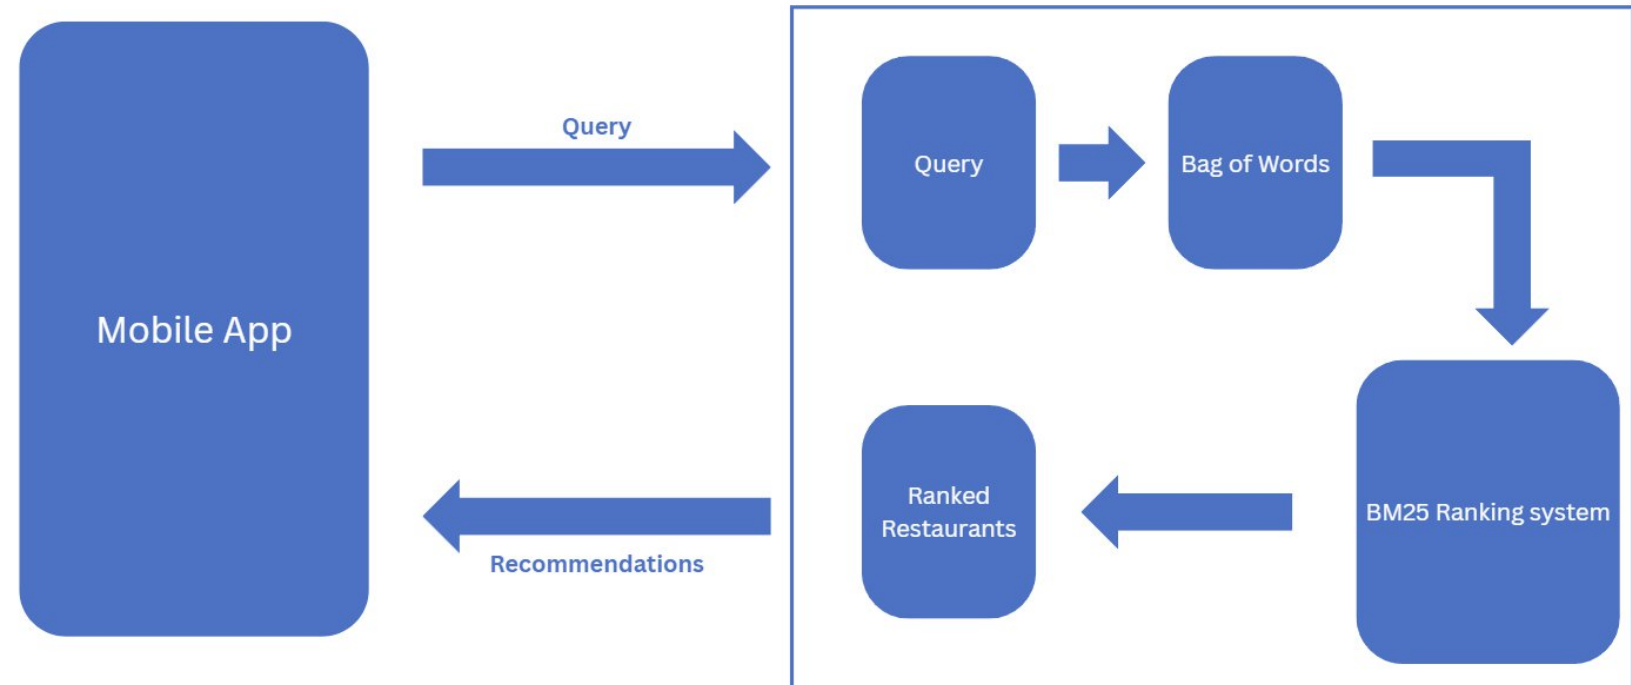 Mobile App
Query
Query
Bag of Words
BM25 Ranking system
Ranked
Restaurants
Recommendations